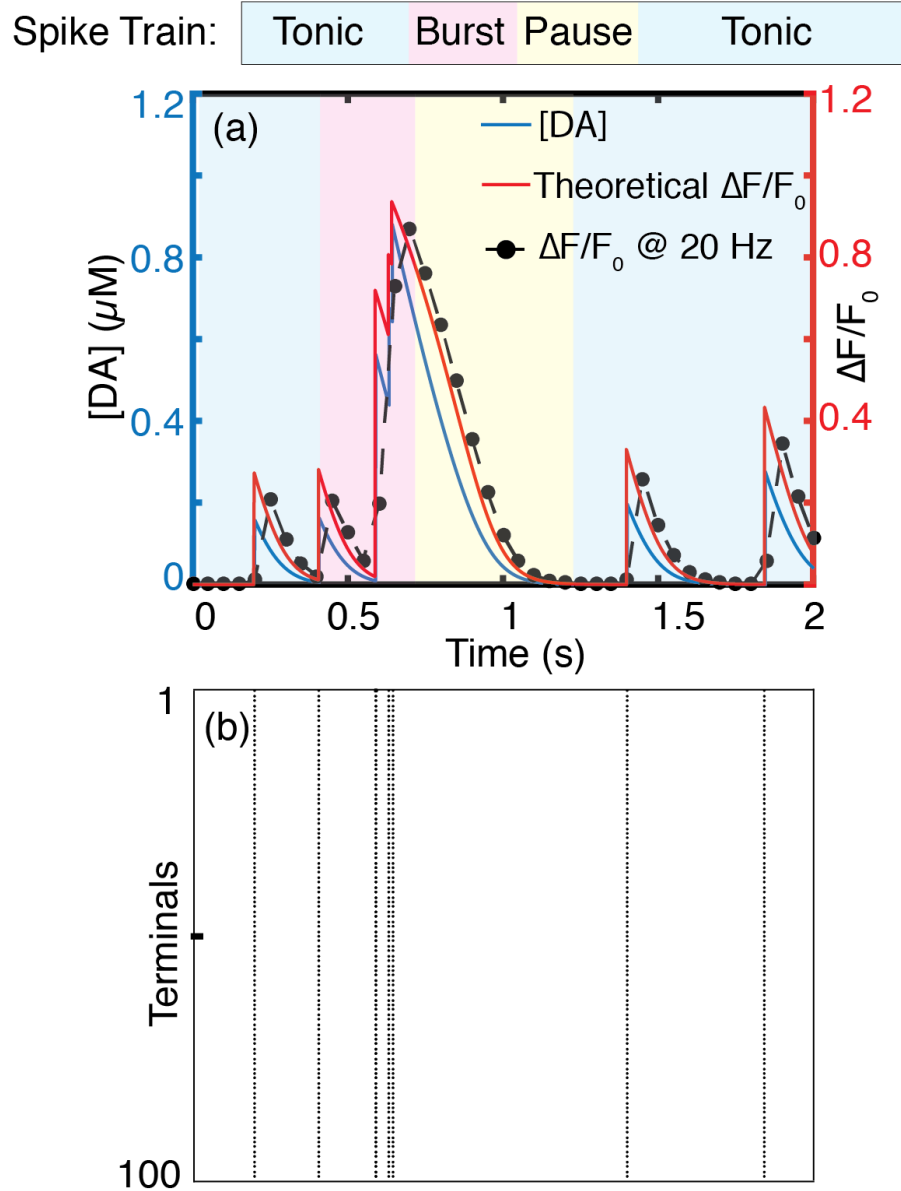 Spike Train: Tonic Burst Pause Tonic
1.2 1.2
(a) [DA]
Theoretical ΔF/F₀
ΔF/F₀ @ 20 Hz
0.8 0.8
[DA] (μM) ΔF/F₀
0.4 0.4
0 0
0 0.5 1 1.5 2
Time (s)
1
(b)
Terminals
100